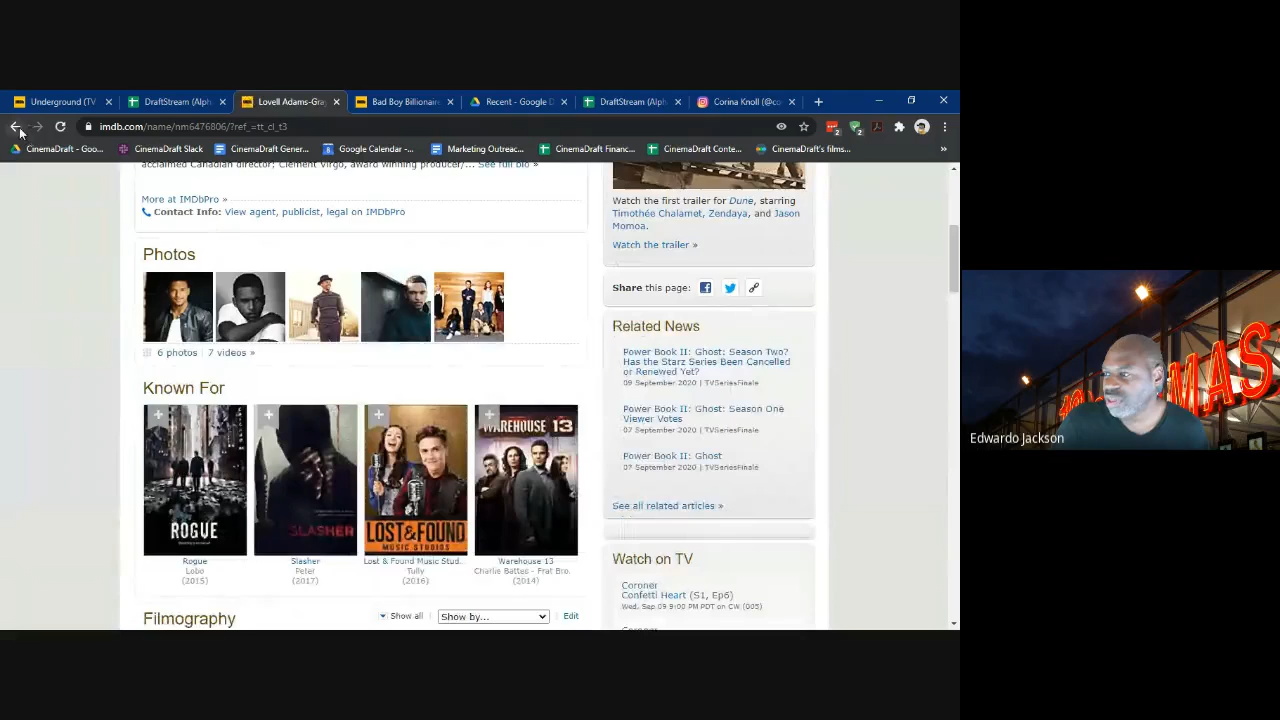 Underground (TV
DraftStream (Alph
Lovell Adams-Gra
Bad Boy Billionair
Recent - Google D
DraftStream (Alph
Corina Knoll (@co
imdb.com/name/nm6476806/?ref_=tt_cl_t3
CinemaDraft - Goo...
CinemaDraft Slack
CinemaDraft Gener...
Google Calendar -...
Marketing Outreac...
CinemaDraft Financ...
CinemaDraft Conte...
CinemaDraft's films...
»
acclaimed Canadian director; Clement Virgo, award winning producer/... See full bio »
More at IMDbPro »
Contact Info: View agent, publicist, legal on IMDbPro
Photos
6 photos | 7 videos »
Known For
ROGUE
SLASHER
LOST&FOUND
MUSIC STUDIOS
WAREHOUSE 13
Rogue
Lobo
(2015)
Slasher
Peter
(2017)
Lost & Found Music Stud...
Tully
(2016)
Warehouse 13
Charlie Battes - Frat Bro.
(2014)
Filmography
Show all | Show by... | Edit
Watch the first trailer for Dune, starring
Timothée Chalamet, Zendaya, and Jason
Momoa.
Watch the trailer »
Share this page:
Related News
Power Book II: Ghost: Season Two?
Has the Starz Series Been Cancelled
or Renewed Yet?
09 September 2020 | TVSeriesFinale
Power Book II: Ghost: Season One
Viewer Votes
07 September 2020 | TVSeriesFinale
Power Book II: Ghost
07 September 2020 | TVSeriesFinale
See all related articles »
Watch on TV
Coroner
Confetti Heart (S1, Ep6)
Wed. Sep 09 9:00 PM PDT on CW (005)
Edwardo Jackson